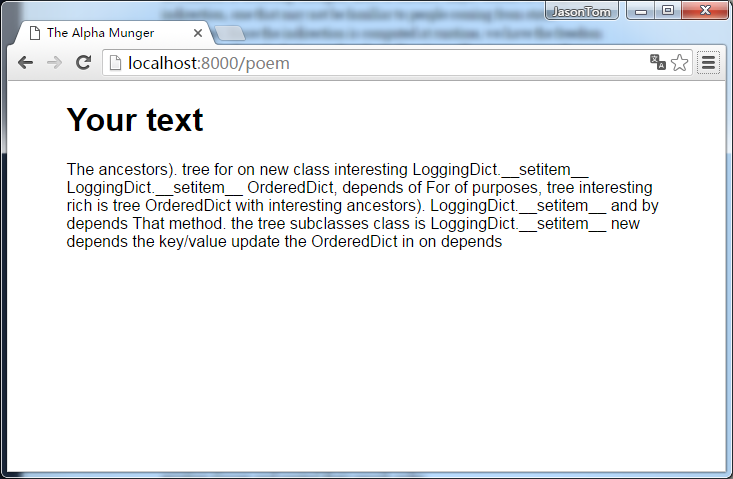 JasonTom
The Alpha Munger
localhost:8000/poem
Your text
The ancestors). tree for on new class interesting LoggingDict.__setitem__
LoggingDict.__setitem__ OrderedDict, depends of For of purposes, tree interesting
rich is tree OrderedDict with interesting ancestors). LoggingDict.__setitem__ and by
depends That method. the tree subclasses class is LoggingDict.__setitem__ new
depends the key/value update the OrderedDict in on depends